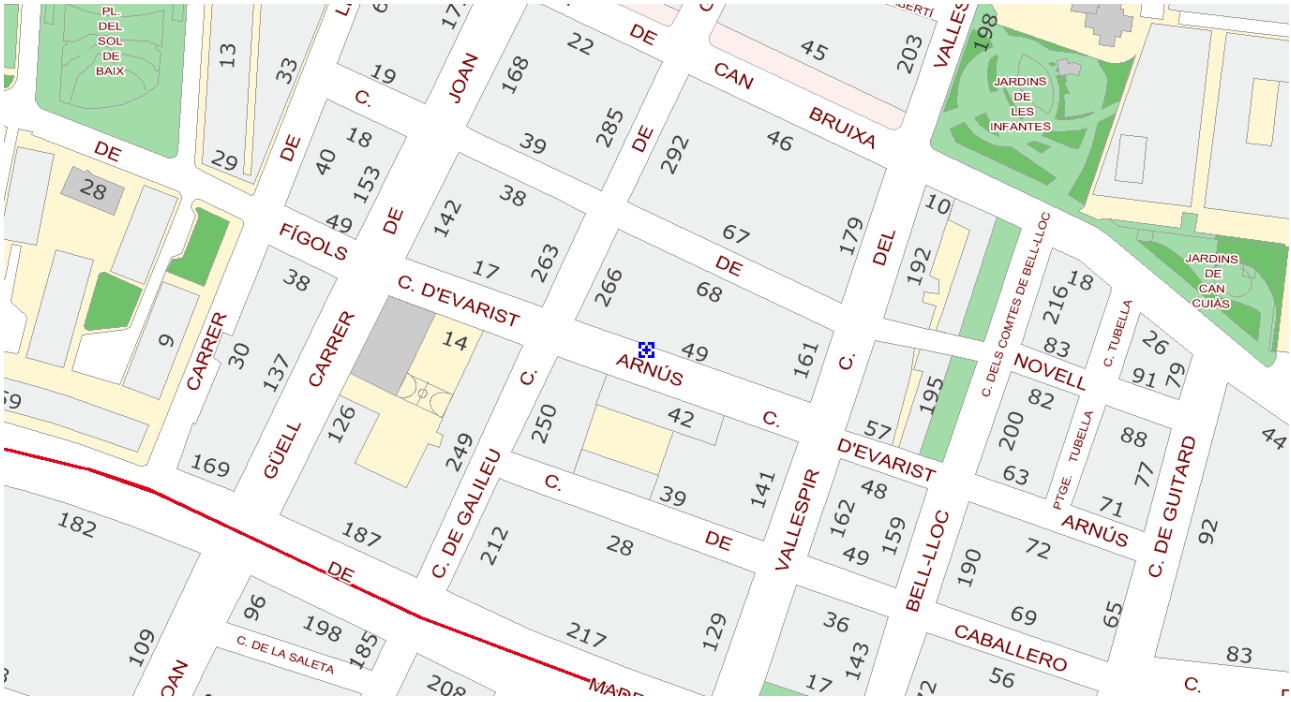 PL.
DEL
SOL
DE
BAIX
13
33
19
JOAN
168
22
DE
45
203
198
JARDINS
DE
LES
INFANTES
CAN
BRUIXA
DE
29
DE
C.
18
40
153
49
39
285
DE
292
46
28
FÍGOLS
DE
142
38
17
263
67
179
DEL
10
192
C. DELS COMTES DE BELL-LLOC
JARDINS
DE
CAN
CUIÀS
38
C. D'EVARIST
DE
266
68
216
18
C. TUBELLA
9
CARRER
30
137
CARRER
14
49
161
C.
83
NOVELL
26
91
79
ARNÚS
C.
195
82
200
63
PTGE. TUBELLA
88
77
71
C. DE GUITARD
44
59
169
GÜELL
126
249
250
42
C.
57
D'EVARIST
C.
39
141
VALLESPIR
48
162
159
49
ARNÚS
92
182
187
DE
C. DE GALILEU
212
28
DE
BELL-LLOC
190
72
69
65
109
96
198
185
C. DE LA SALETA
217
129
36
143
17
CABALLERO
56
83
C.
208